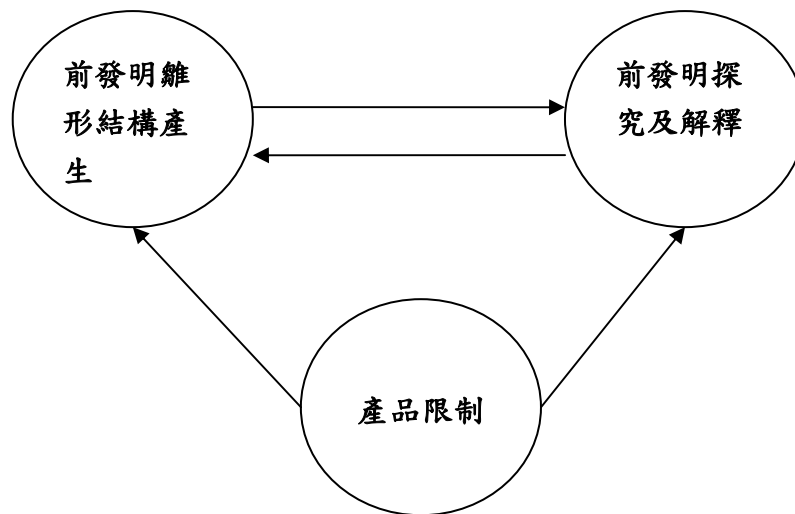 前發明雛
形結構產
生
前發明探
究及解釋
產品限制